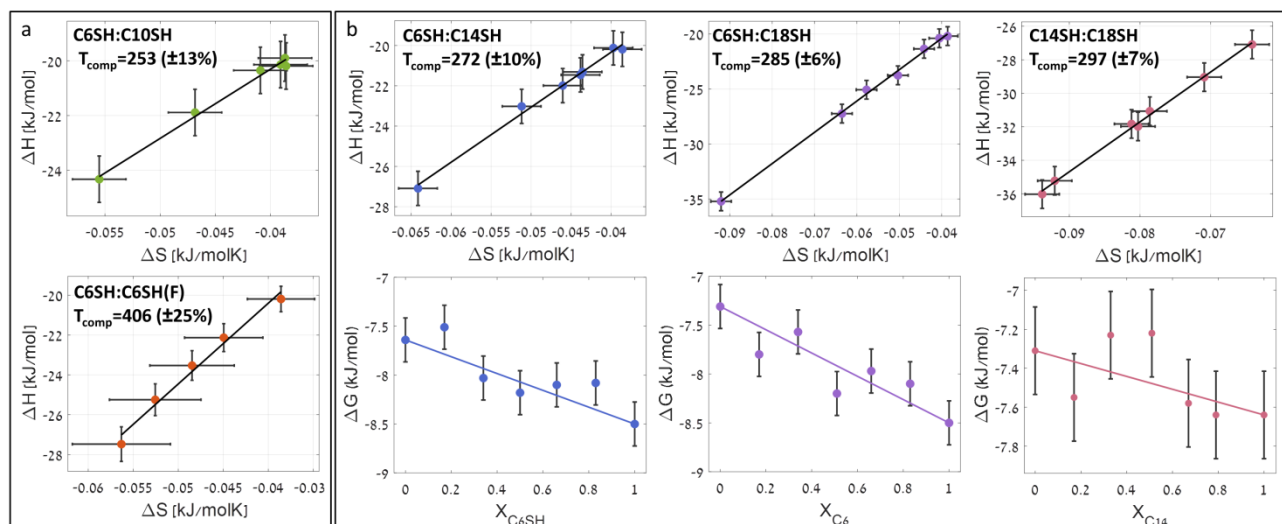 a
C6SH:C10SH
T_comp=253 (±13%)
ΔH [kJ/mol]
-20
-22
-24
-0.055
-0.05
-0.045
-0.04
ΔS [kJ/molK]
C6SH:C6SH(F)
T_comp=406 (±25%)
ΔH [kJ/mol]
-20
-22
-24
-26
-28
-0.06
-0.055
-0.05
-0.045
-0.04
-0.03
ΔS [kJ/molK]
b
C6SH:C14SH
T_comp=272 (±10%)
ΔH [kJ/mol]
-20
-22
-24
-26
-28
-0.065
-0.06
-0.055
-0.05
-0.045
-0.04
ΔS [kJ/molK]
C6SH:C18SH
T_comp=285 (±6%)
ΔH [kJ/mol]
-20
-25
-30
-35
-0.09
-0.08
-0.07
-0.06
-0.05
-0.04
ΔS [kJ/molK]
C14SH:C18SH
T_comp=297 (±7%)
ΔH [kJ/mol]
-26
-28
-30
-32
-34
-36
-0.09
-0.08
-0.07
ΔS [kJ/molK]
ΔG (kJ/mol)
-7
-7.5
-8
-8.5
-9
0
0.2
0.4
0.6
0.8
1
X_C6SH
ΔG (kJ/mol)
-7
-7.5
-8
-8.5
-9
0
0.2
0.4
0.6
0.8
1
X_C6
ΔG (kJ/mol)
-7
-7.2
-7.4
-7.6
-7.8
-8
0
0.2
0.4
0.6
0.8
1
X_C14